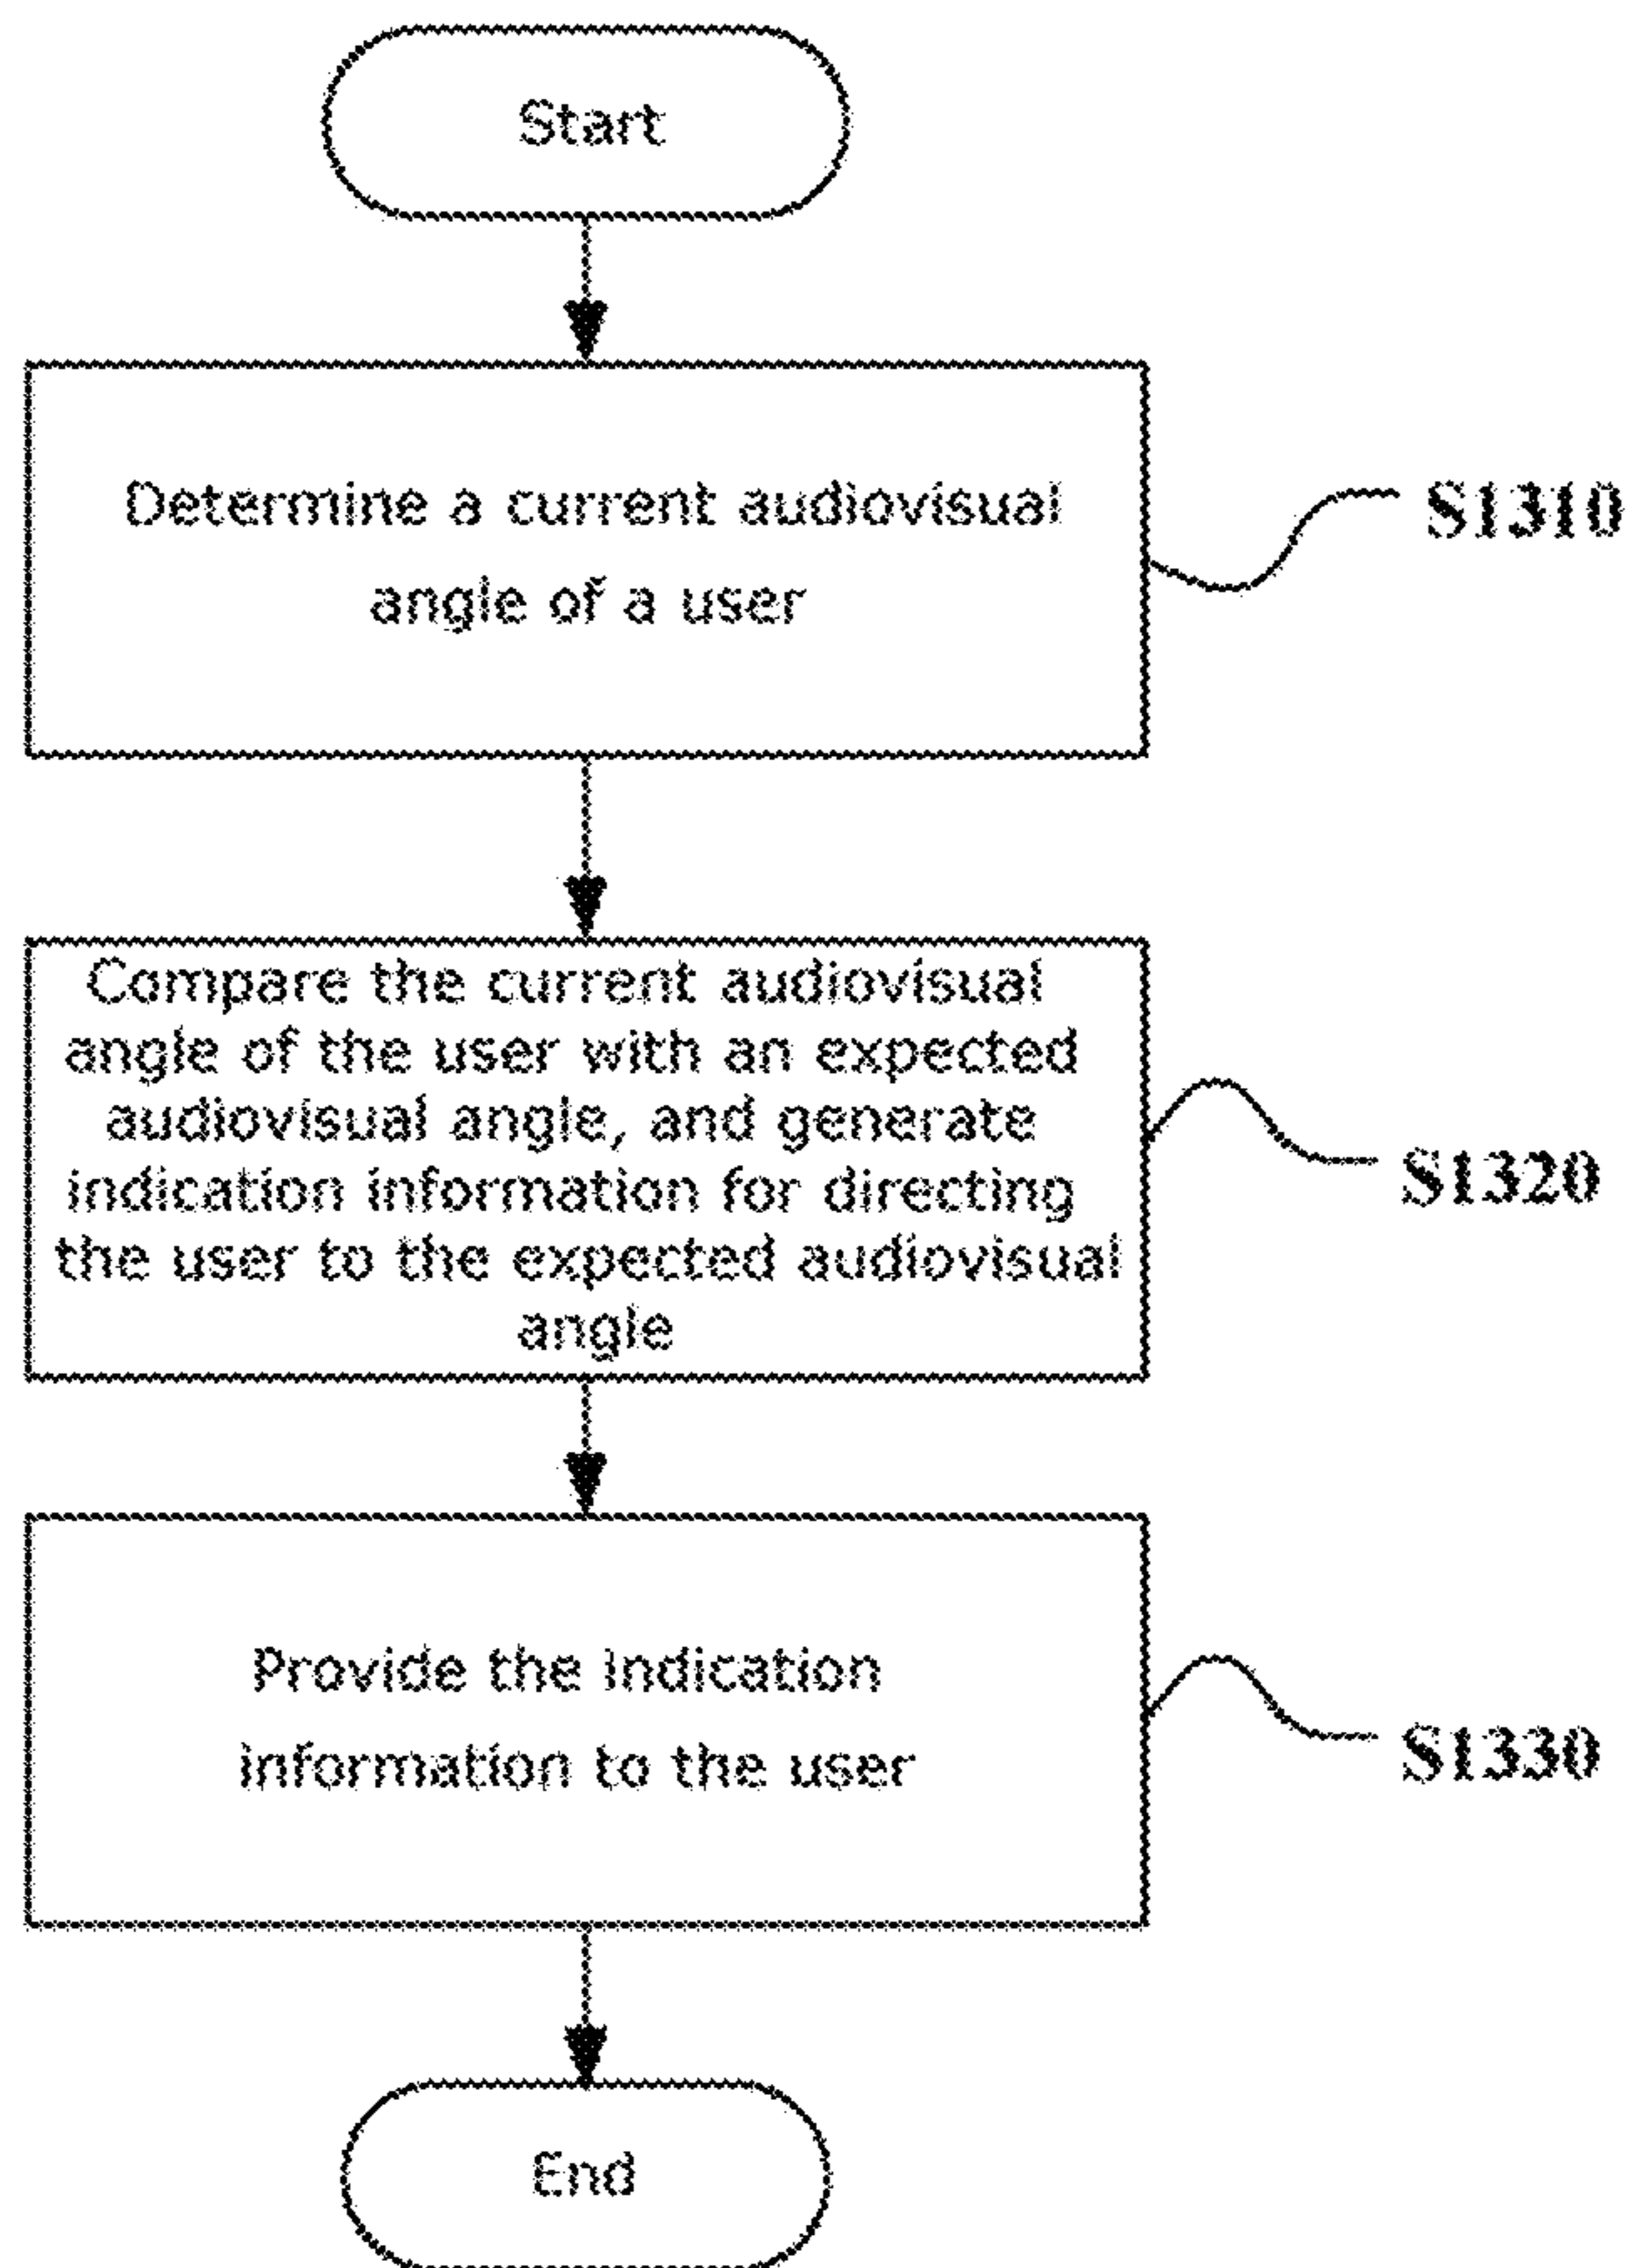 Start
Determine a current audiovisual
angle of a user
S1310
Compare the current audiovisual
angle of the user with an expected
audiovisual angle, and generate
indication information for directing
the user to the expected audiovisual
angle
S1320
Provide the indication
information to the user
S1330
End